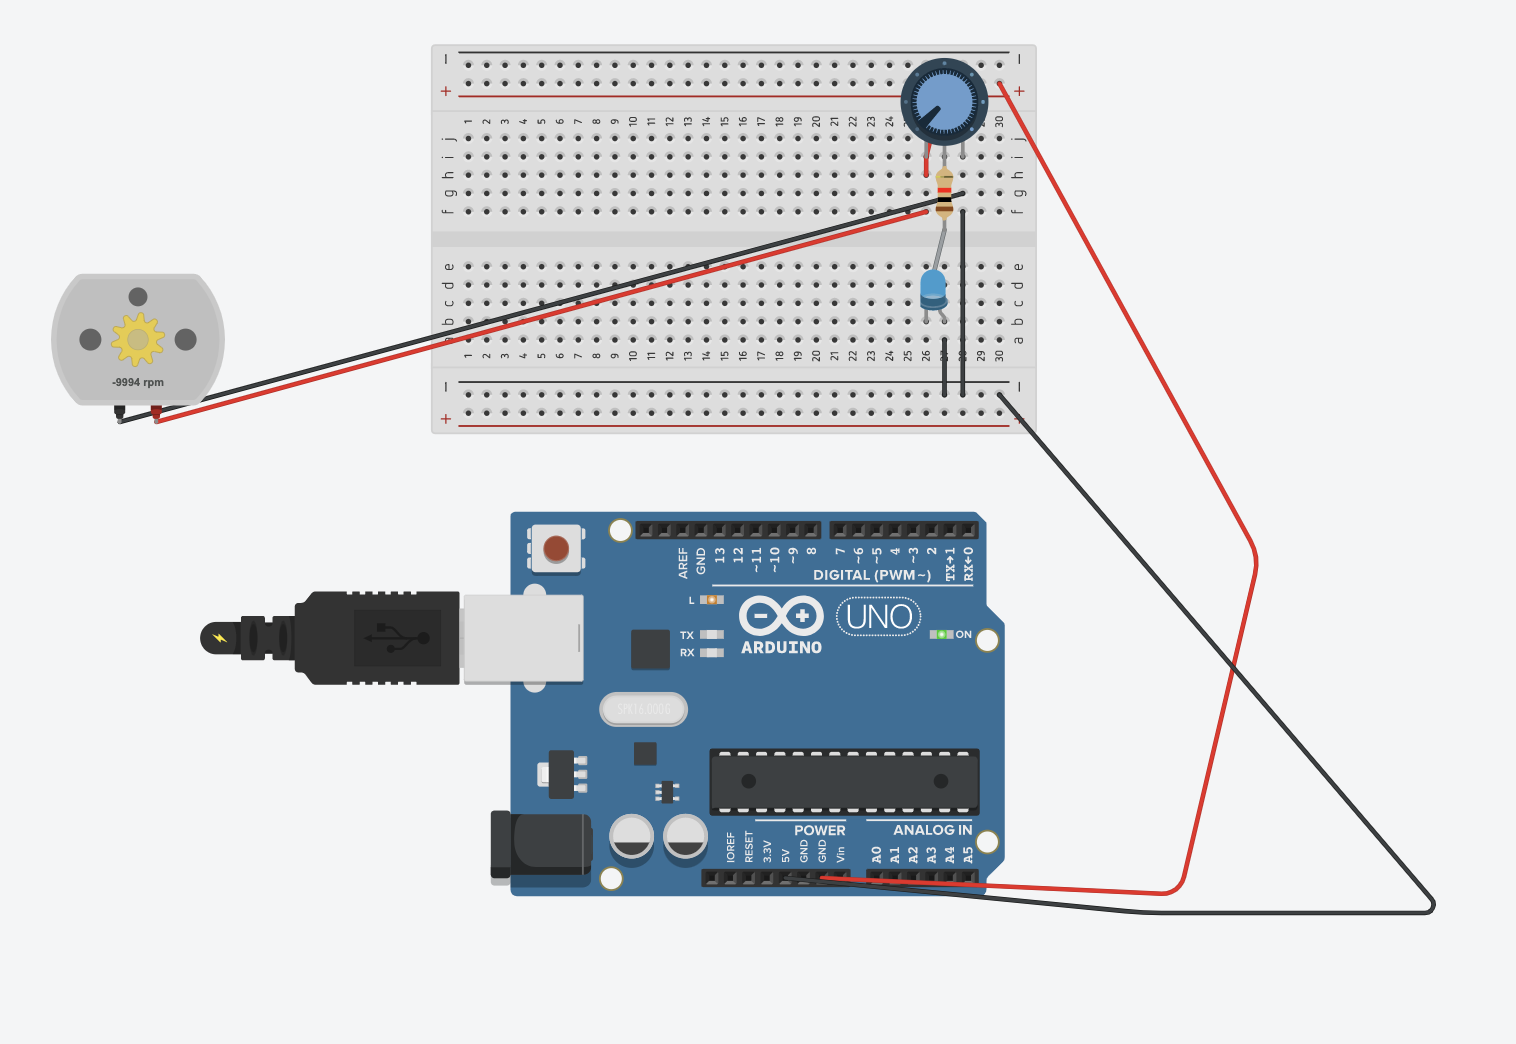 − −
+ +
1 2 3 4 5 6 7 8 9 10 11 12 13 14 15 16 17 18 19 20 21 22 23 24 30
j j
i i
h h
g g
f f
e e
d d
c c
b b
a a
1 2 3 4 5 6 7 8 9 10 11 12 13 14 15 16 17 18 19 20 21 22 23 24 25 26 27 28 29 30
− −
+ +
-9994 rpm
AREF GND 13 12 ~11 ~10 ~9 8 7 ~6 ~5 4 ~3 2 TX→1 RX←0
DIGITAL (PWM~)
L
UNO
TX ON
ARDUINO
RX
POWER ANALOG IN
IOREF RESET 3.3V 5V GND GND Vin A0 A1 A2 A3 A4 A5